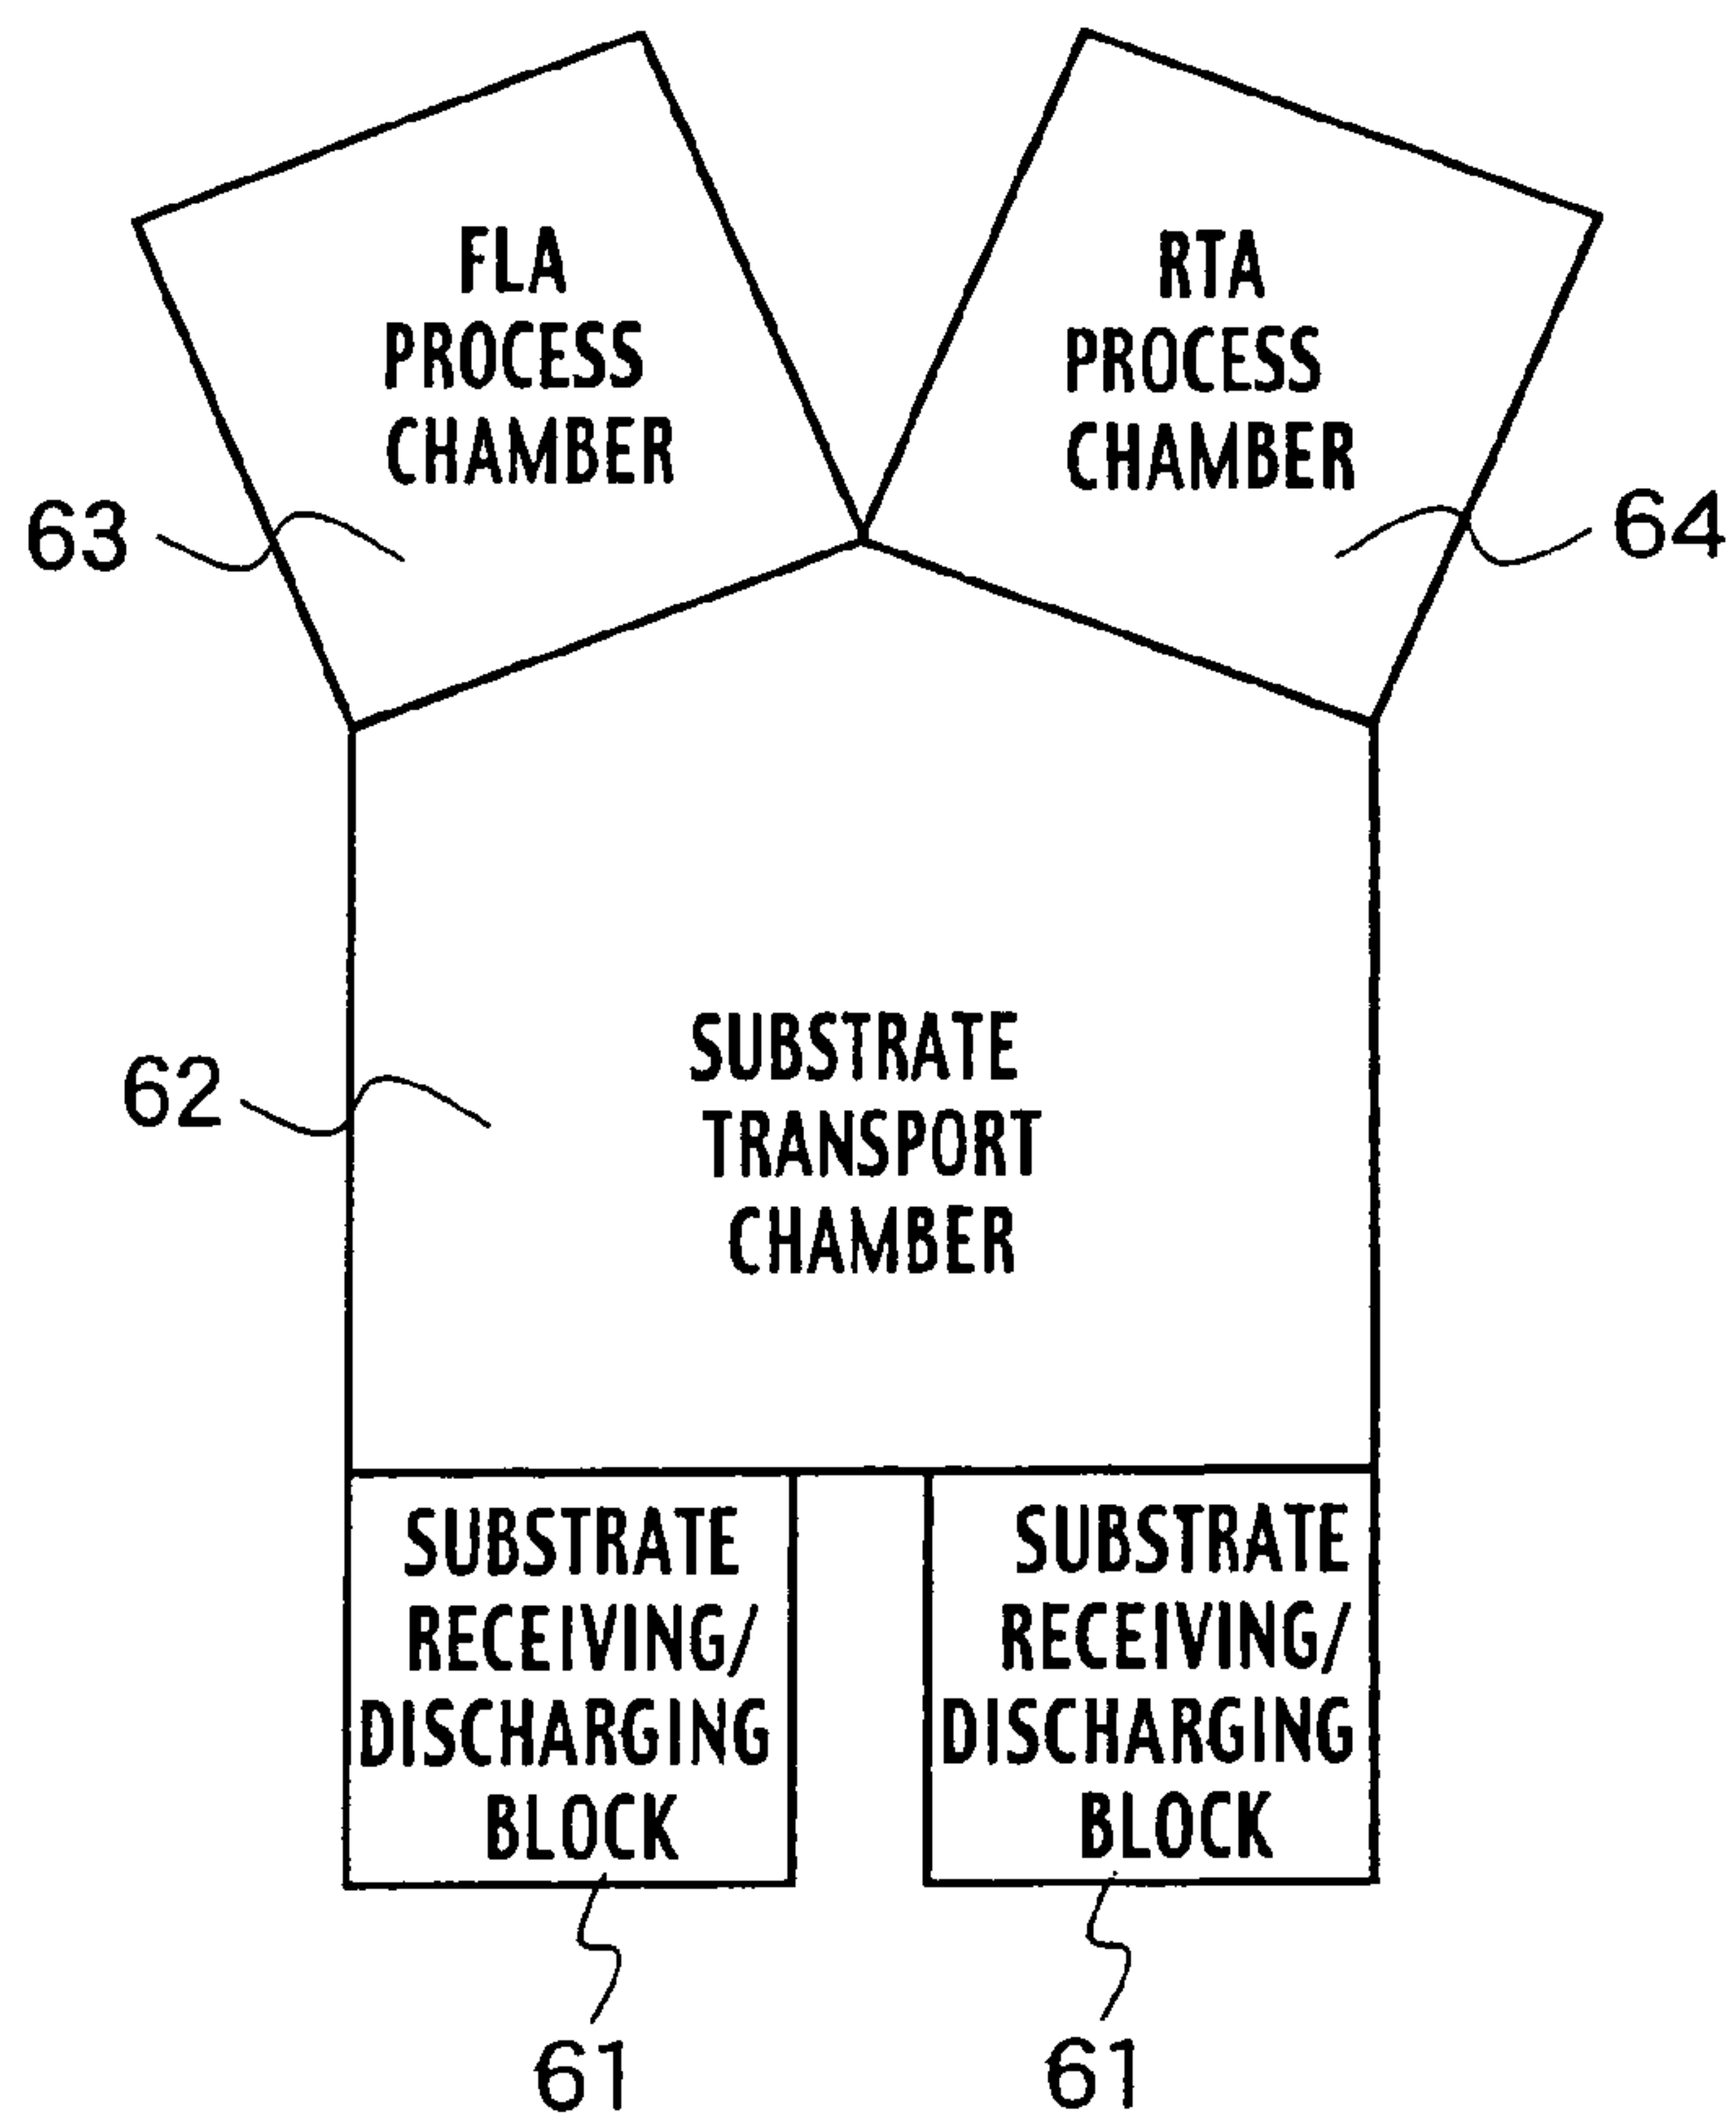 FLA
PROCESS
CHAMBER
RTA
PROCESS
CHAMBER
63
64
SUBSTRATE
TRANSPORT
CHAMBER
62
SUBSTRATE
RECEIVING/
DISCHARGING
BLOCK
SUBSTRATE
RECEIVING/
DISCHARGING
BLOCK
61
61